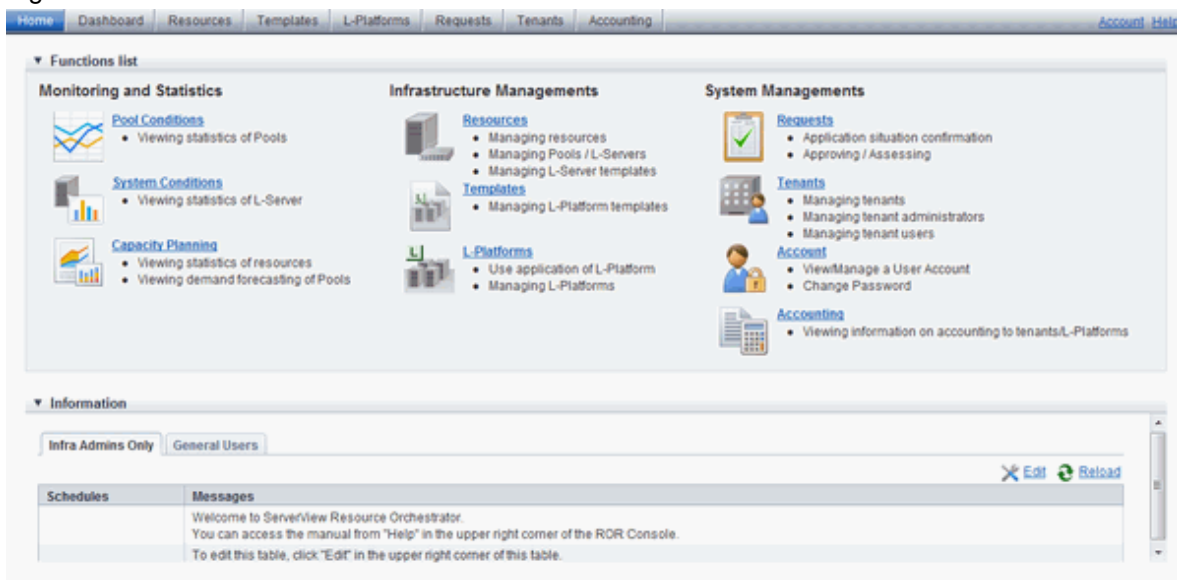 Home Dashboard Resources Templates L-Platforms Requests Tenants Accounting Account Help
Functions list
Monitoring and Statistics
Pool Conditions
Viewing statistics of Pools
System Conditions
Viewing statistics of L-Server
Capacity Planning
Viewing statistics of resources
Viewing demand forecasting of Pools
Infrastructure Managements
Resources
Managing resources
Managing Pools / L-Servers
Managing L-Server templates
Templates
Managing L-Platform templates
L-Platforms
Use application of L-Platform
Managing L-Platforms
System Managements
Requests
Application situation confirmation
Approving / Assessing
Tenants
Managing tenants
Managing tenant administrators
Managing tenant users
Account
View/Manage a User Account
Change Password
Accounting
Viewing information on accounting to tenants/L-Platforms
Information
Infra Admins Only General Users
Edit Reload
Schedules Messages
Welcome to ServerView Resource Orchestrator.
You can access the manual from "Help" in the upper right corner of the ROR Console.
To edit this table, click "Edit" in the upper right corner of this table.